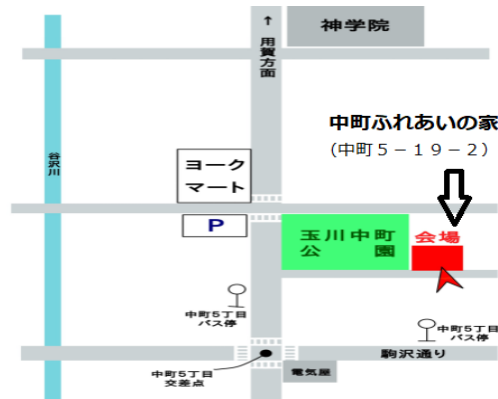 ↑
用賀方面
神学院
中町ふれあいの家
(中町5－19－2)
谷沢川
ヨーク
マート
P
玉川中町
公園
会場
中町5丁目
バス停
中町5丁目
バス停
駒沢通り
中町5丁目
交差点
電気屋